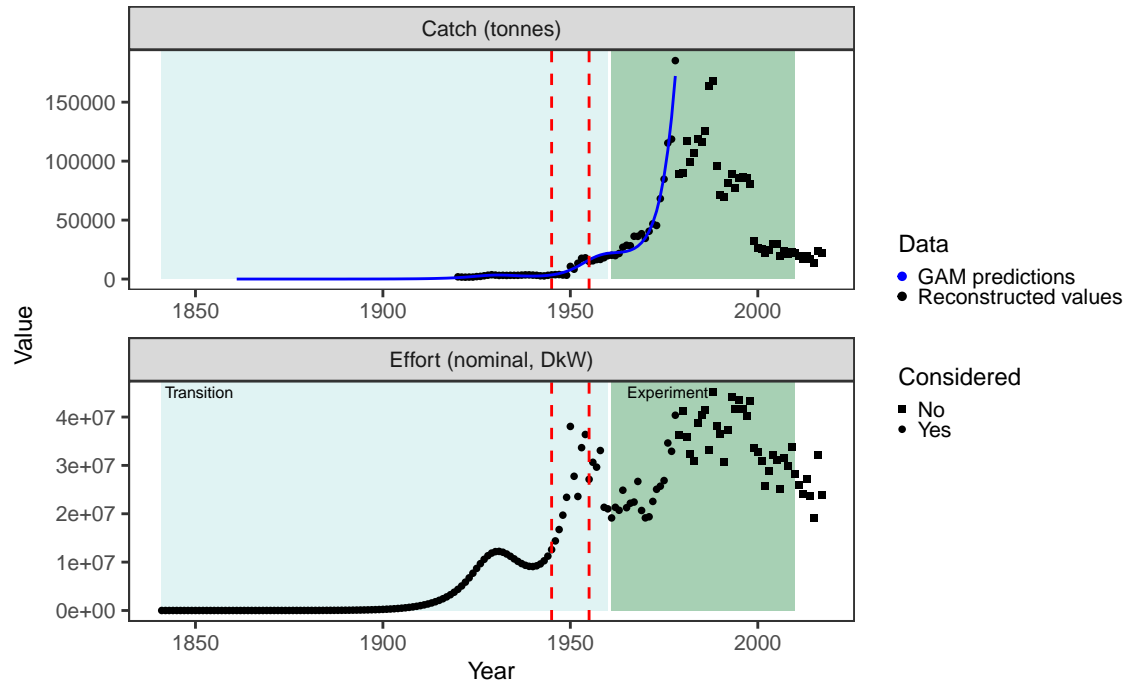 Catch (tonnes)
150000
100000
50000
0
1850 1900 1950 2000
Value
Effort (nominal, DkW)
Transition Experiment
4e+07
3e+07
2e+07
1e+07
0e+00
1850 1900 1950 2000
Year
Data
GAM predictions
Reconstructed values
Considered
No
Yes